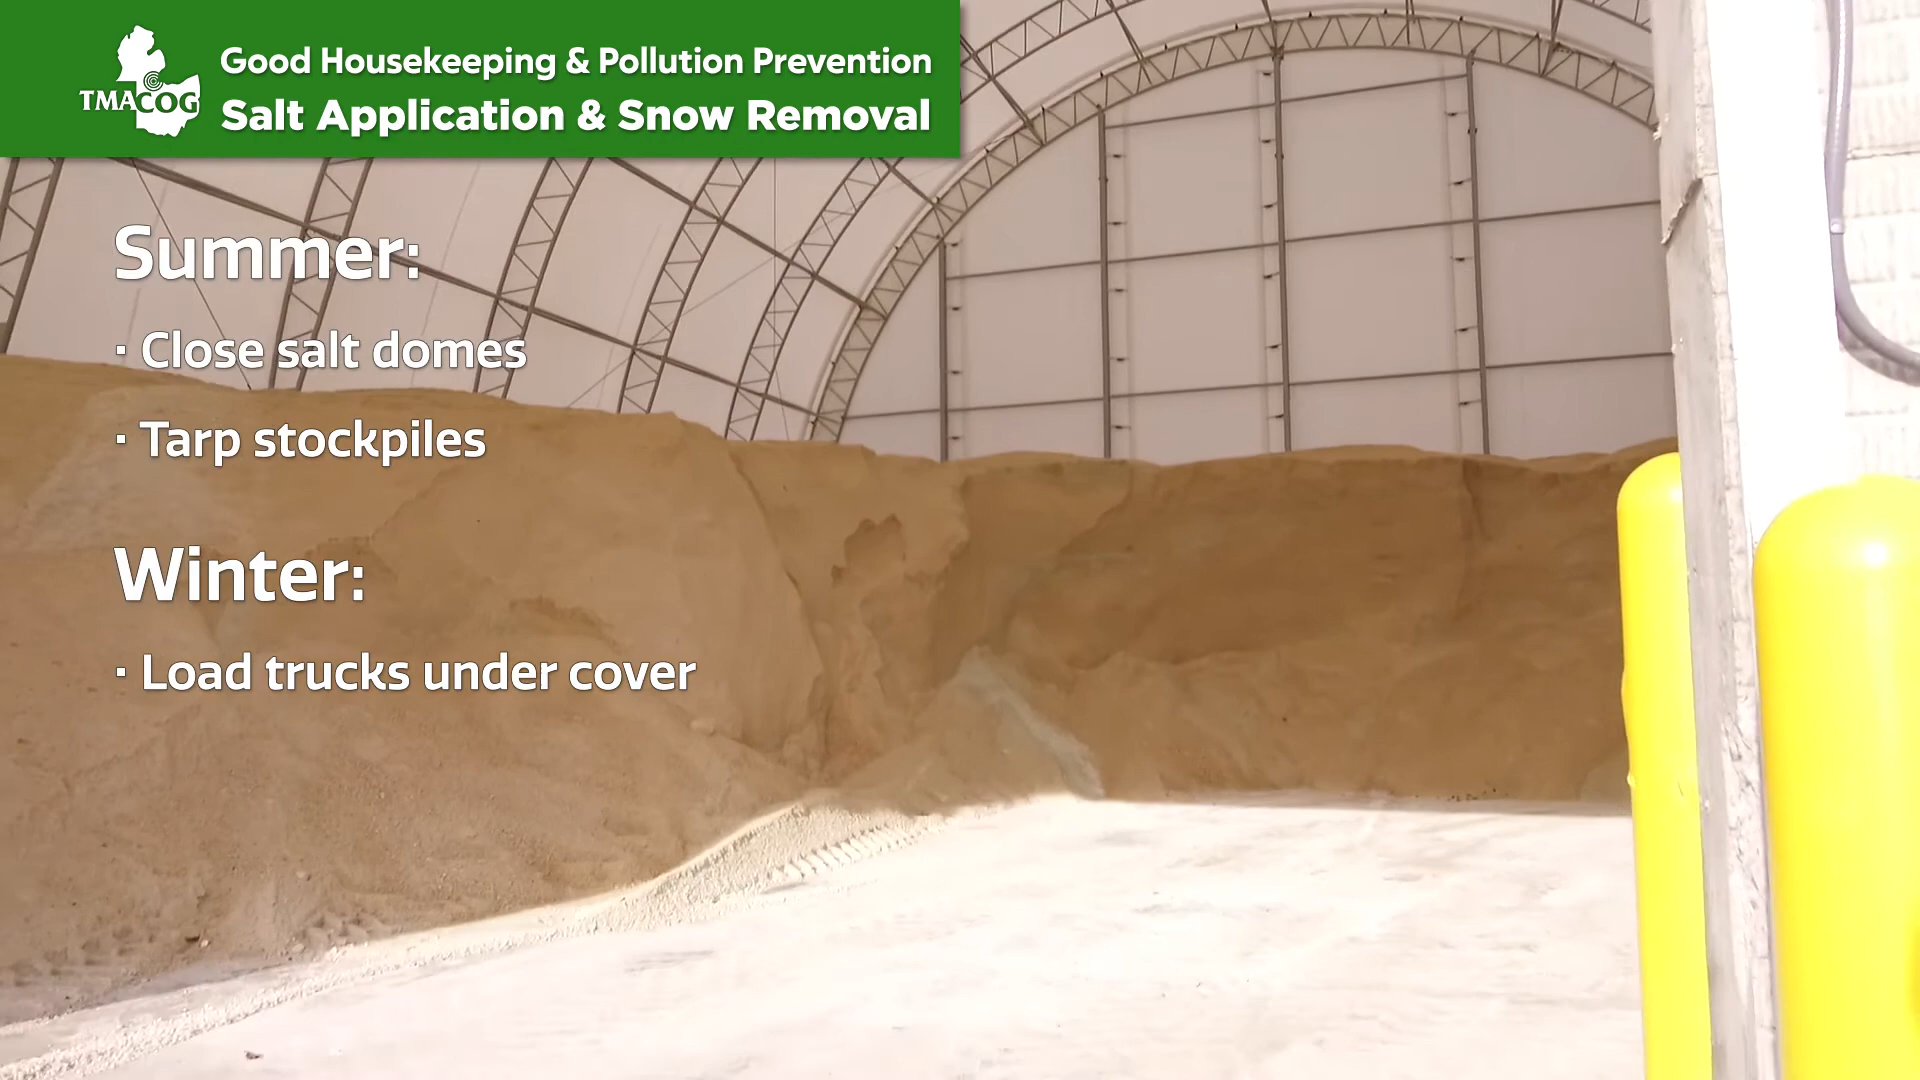 TMACOG
Good Housekeeping & Pollution Prevention
Salt Application & Snow Removal
Summer:
· Close salt domes
· Tarp stockpiles
Winter:
· Load trucks under cover